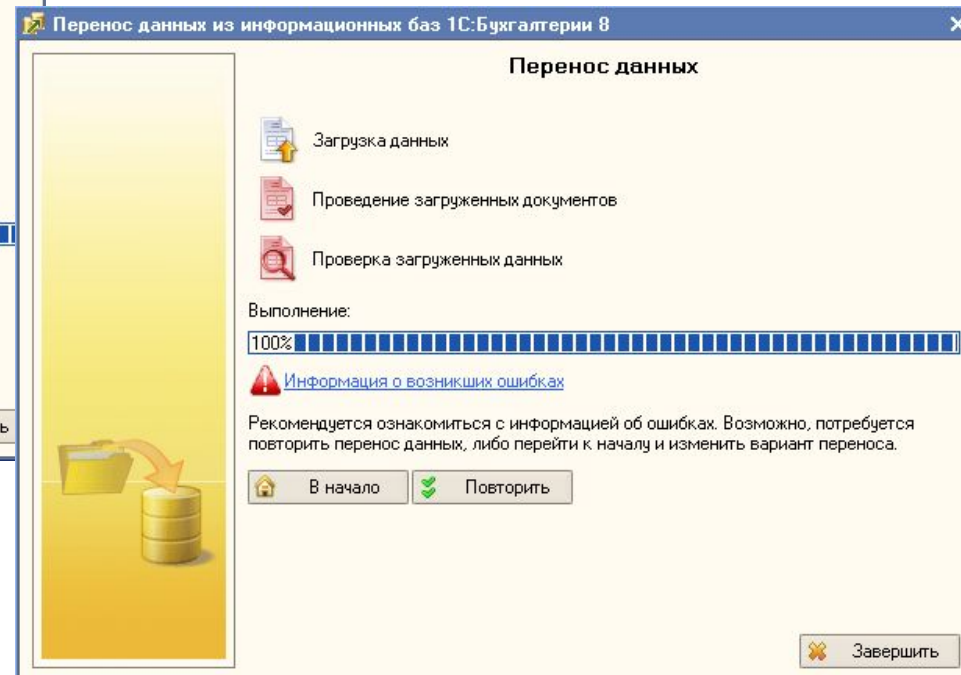 Перенос данных из информационных баз 1С:Бухгалтерии 8
Перенос данных
Загрузка данных
Проведение загруженных документов
Проверка загруженных данных
Выполнение:
100%
Информация о возникших ошибках
Рекомендуется ознакомиться с информацией об ошибках. Возможно, потребуется
повторить перенос данных, либо перейти к началу и изменить вариант переноса.
ь
В начало
Повторить
Завершить